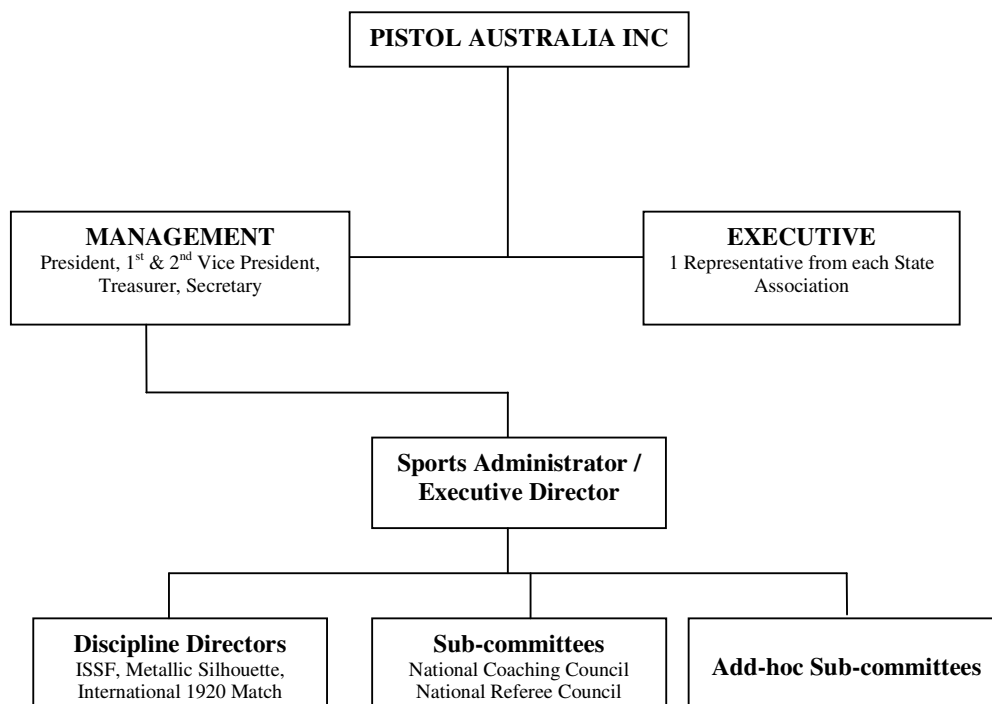 PISTOL AUSTRALIA INC
MANAGEMENT
President, 1st & 2nd Vice President,
Treasurer, Secretary
EXECUTIVE
1 Representative from each State
Association
Sports Administrator /
Executive Director
Discipline Directors
ISSF, Metallic Silhouette,
International 1920 Match
Sub-committees
National Coaching Council
National Referee Council
Add-hoc Sub-committees